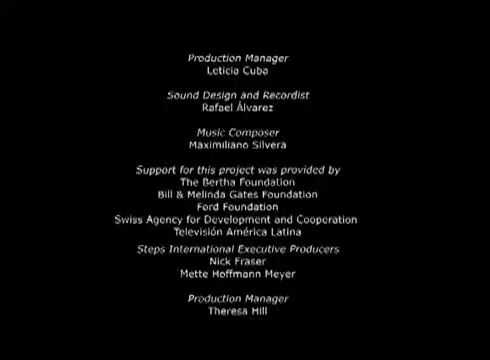 Production Manager
Leticia Cuba
Sound Design and Recordist
Rafael Álvarez
Music Composer
Maximiliano Silvera
Support for this project was provided by
The Bertha Foundation
Bill & Melinda Gates Foundation
Ford Foundation
Swiss Agency for Development and Cooperation
Televisión América Latina
Steps International Executive Producers
Nick Fraser
Mette Hoffmann Meyer
Production Manager
Theresa Hill